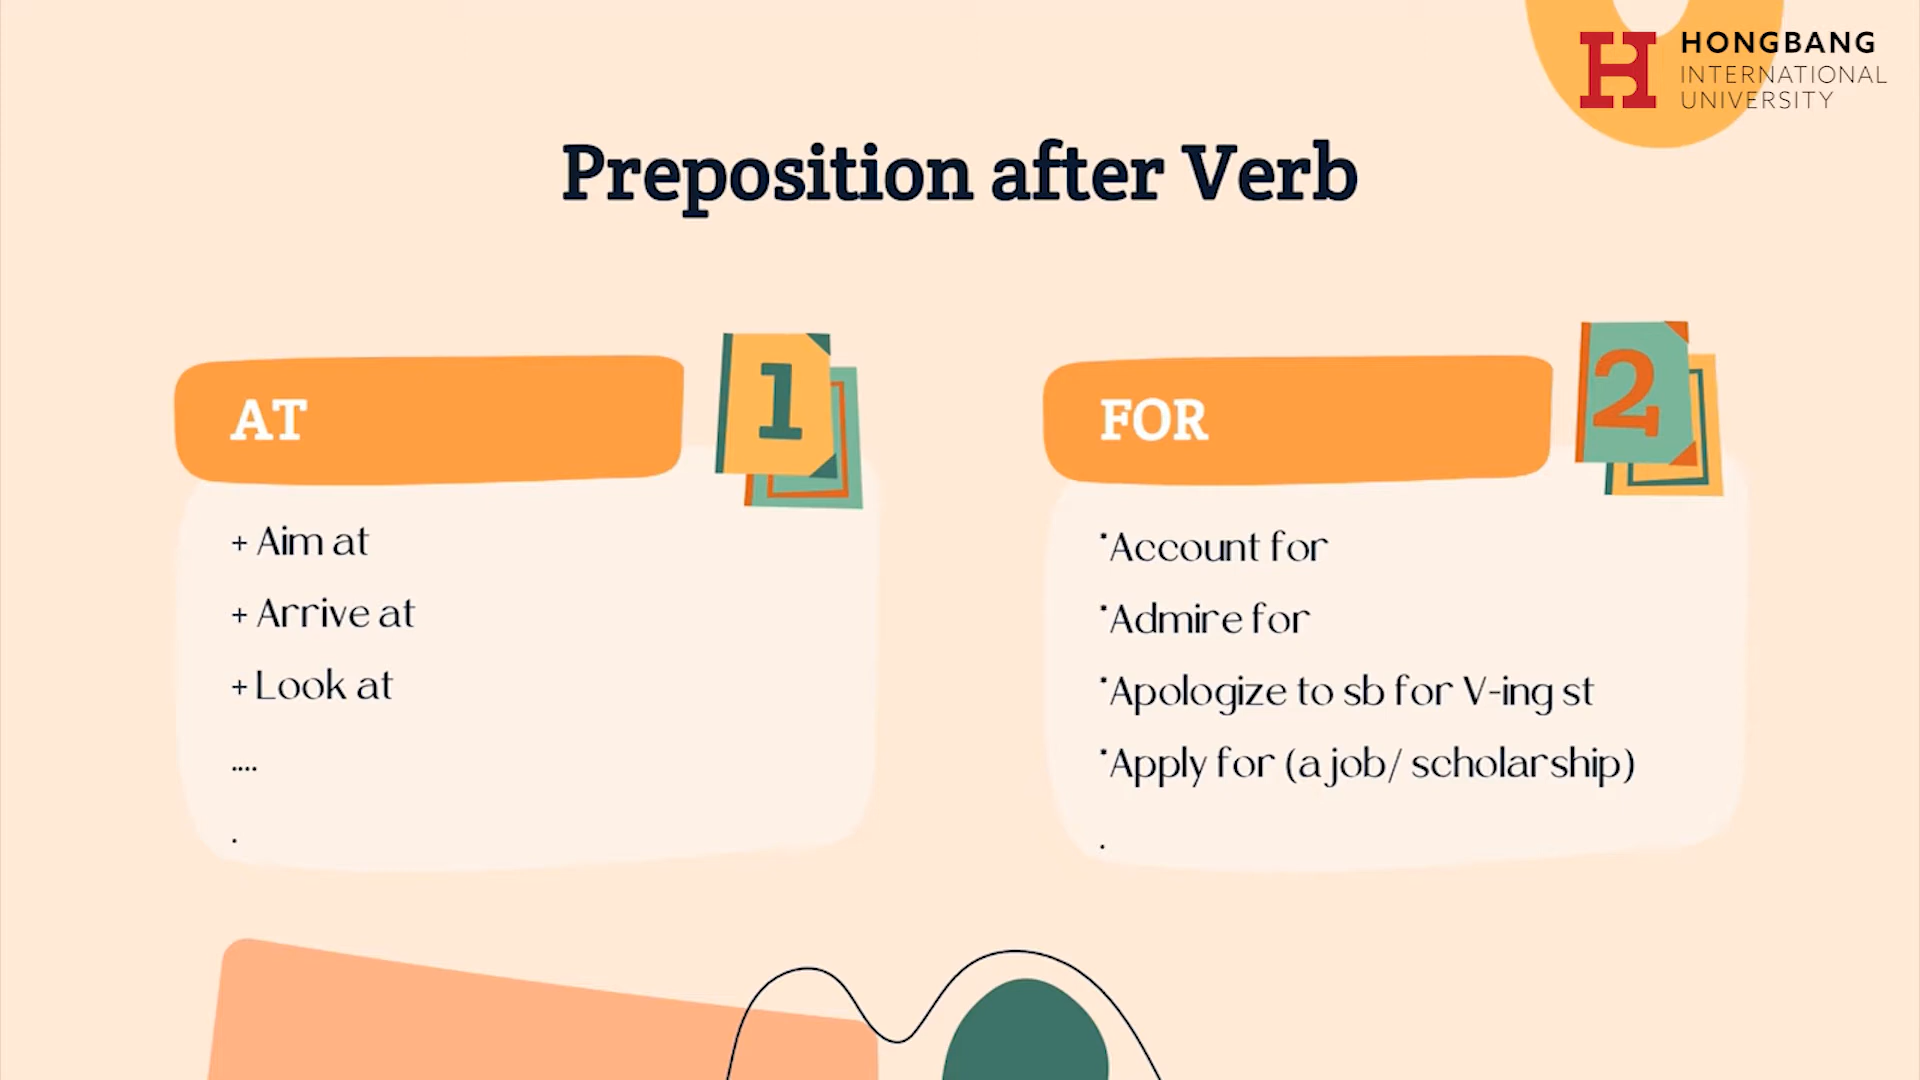 HONGBANG
INTERNATIONAL
UNIVERSITY
Preposition after Verb
AT
1
+ Aim at
+ Arrive at
+ Look at
....
.
FOR
2
*Account for
*Admire for
*Apologize to sb for V-ing st
*Apply for (a job/ scholarship)
.